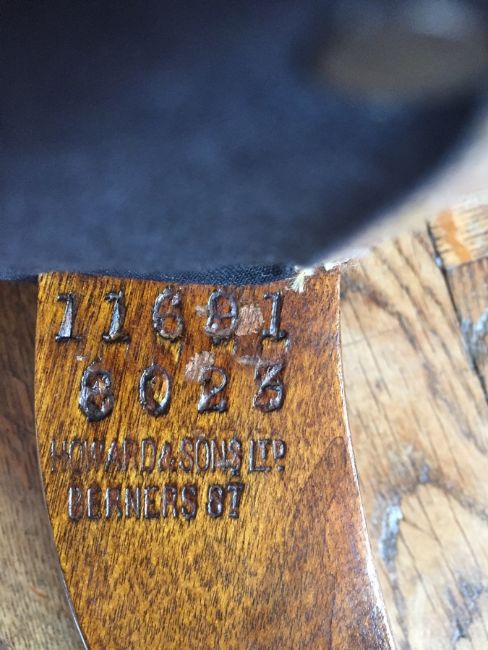 11691
8023
HOWARD & SONS LTD
BERNERS ST